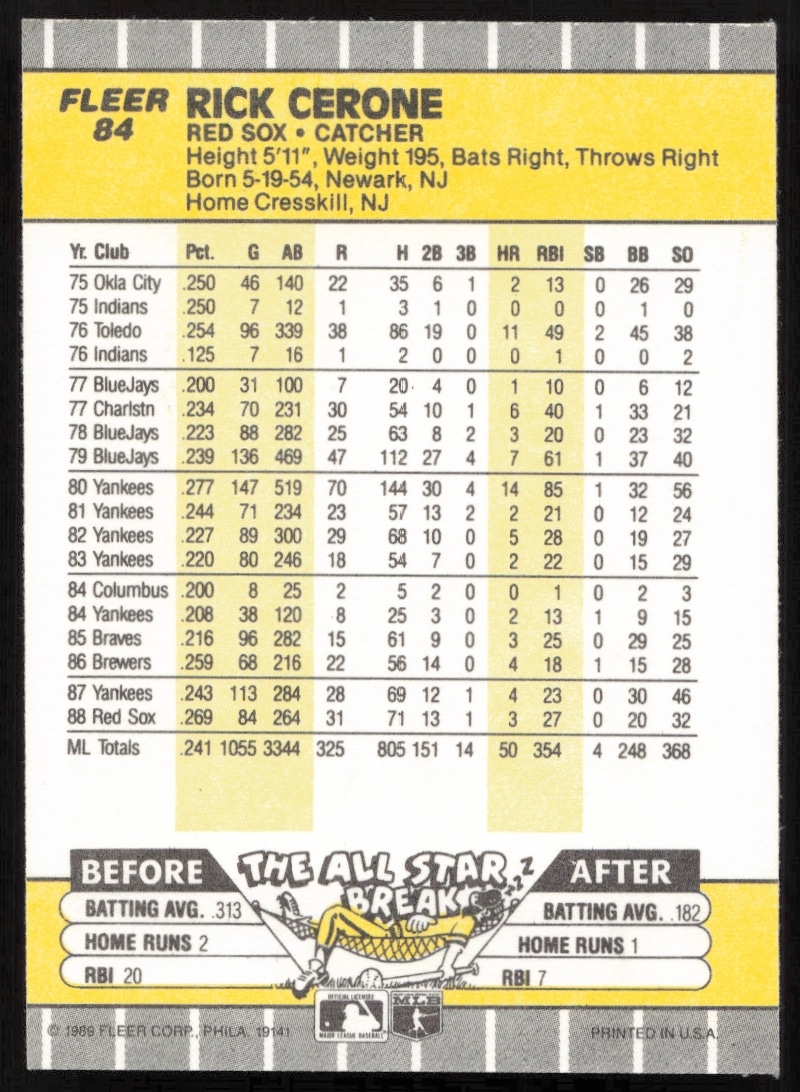 FLEER
84
RICK CERONE
RED SOX • CATCHER
Height 5'11", Weight 195, Bats Right, Throws Right
Born 5-19-54, Newark, NJ
Home Cresskill, NJ
Yr. Club Pct. G AB R H 2B 3B HR RBI SB BB SO
75 Okla City .250 46 140 22 35 6 1 2 13 0 26 29
75 Indians .250 7 12 1 3 1 0 0 0 0 1 0
76 Toledo .254 96 339 38 86 19 0 11 49 2 45 38
76 Indians .125 7 16 1 2 0 0 0 1 0 0 2
77 BlueJays .200 31 100 7 20 4 0 1 10 0 6 12
77 Charlstn .234 70 231 30 54 10 1 6 40 1 33 21
78 BlueJays .223 88 282 25 63 8 2 3 20 0 23 32
79 BlueJays .239 136 469 47 112 27 4 7 61 1 37 40
80 Yankees .277 147 519 70 144 30 4 14 85 1 32 56
81 Yankees .244 71 234 23 57 13 2 2 21 0 12 24
82 Yankees .227 89 300 29 68 10 0 5 28 0 19 27
83 Yankees .220 80 246 18 54 7 0 2 22 0 15 29
84 Columbus .200 8 25 2 5 2 0 0 1 0 2 3
84 Yankees .208 38 120 8 25 3 0 2 13 1 9 15
85 Braves .216 96 282 15 61 9 0 3 25 0 29 25
86 Brewers .259 68 216 22 56 14 0 4 18 1 15 28
87 Yankees .243 113 284 28 69 12 1 4 23 0 30 46
88 Red Sox .269 84 264 31 71 13 1 3 27 0 20 32
ML Totals .241 1055 3344 325 805 151 14 50 354 4 248 368
BEFORE THE ALL STAR BREAK AFTER
ZZZ
BATTING AVG. .313 BATTING AVG. .182
HOME RUNS 2 HOME RUNS 1
RBI 20 RBI 7
OFFICIAL LICENSEE
MAJOR LEAGUE BASEBALL
MLB
© 1989 FLEER CORP., PHILA. 19141 PRINTED IN U.S.A.